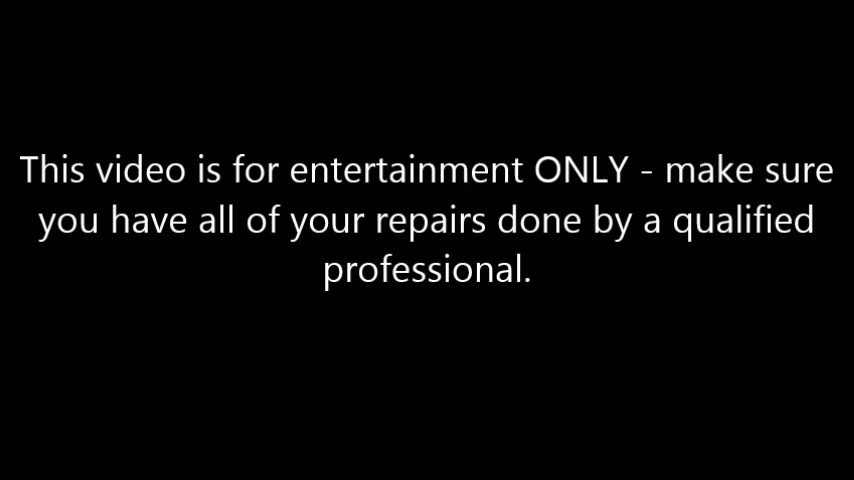 This video is for entertainment ONLY - make sure
you have all of your repairs done by a qualified
professional.